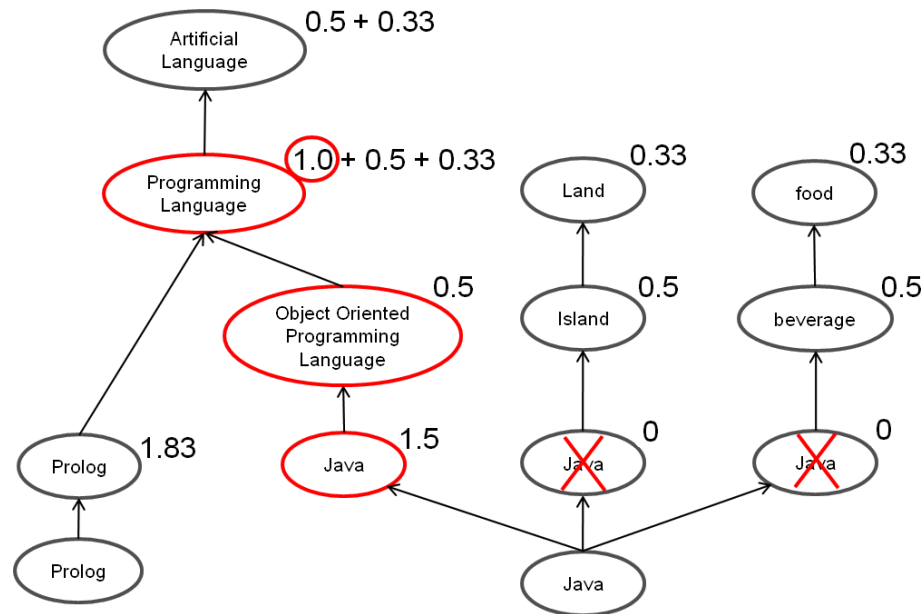 0.5 + 0.33
Artificial
Language
1.0 + 0.5 + 0.33
Programming
Language
0.33
Land
0.33
food
0.5
Object Oriented
Programming
Language
0.5
Island
0.5
beverage
1.83
Prolog
1.5
Java
0
Java
0
Java
Prolog
Java